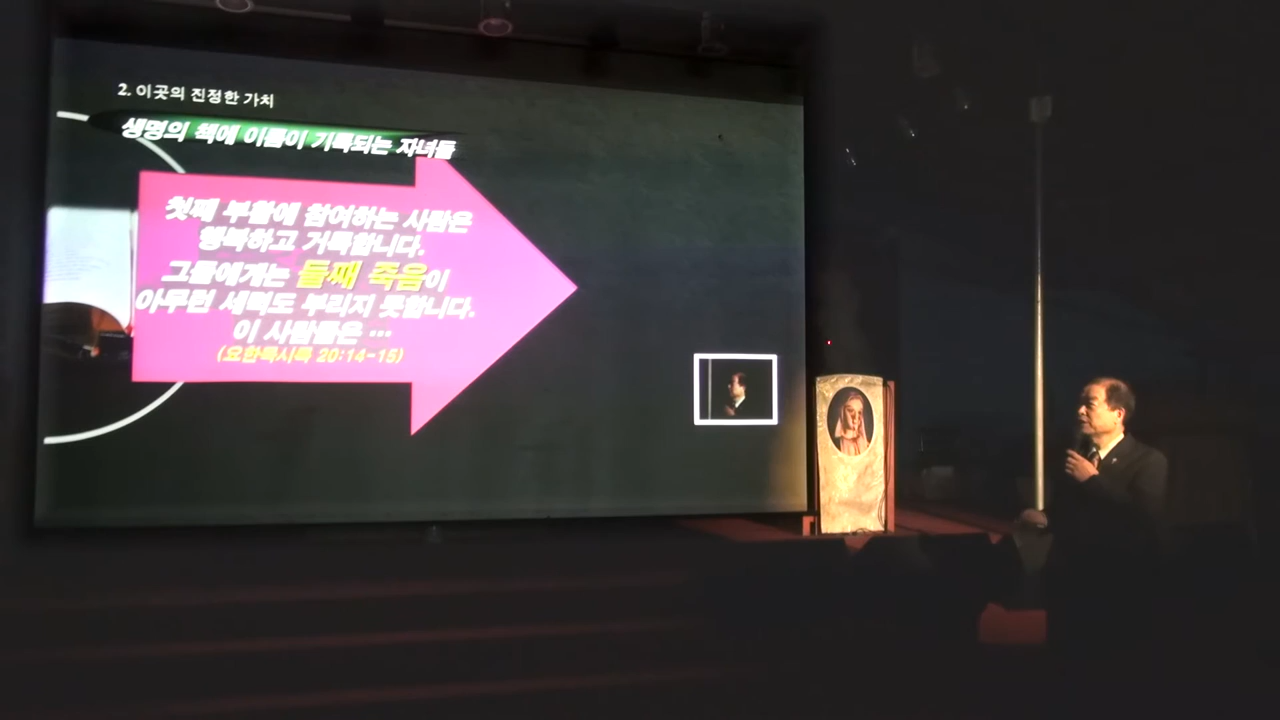 2. 이곳의 진정한 가치
생명의 책에 이름이 기록되는 자녀들
첫째 부활에 참여하는 사람은
행복하고 거룩합니다.
그들에게는 둘째 죽음이
아무런 세력도 부리지 못합니다.
이 사람들은 ...
(요한묵시록 20:14-15)